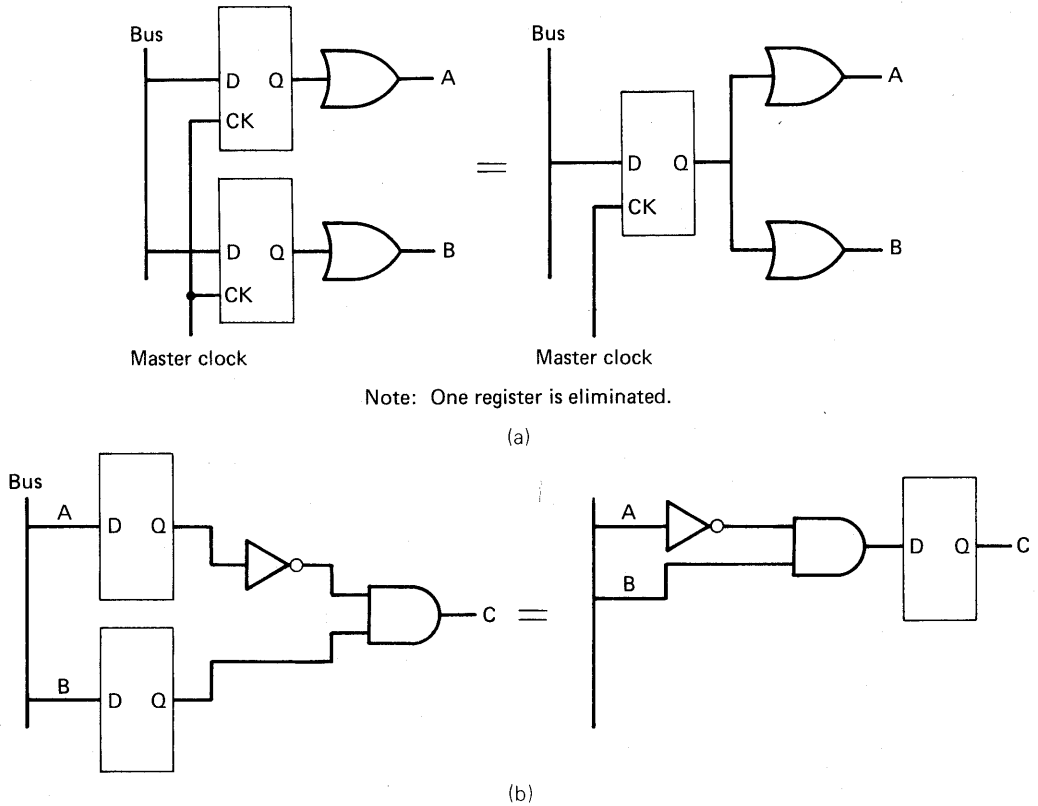 Bus
D Q
CK
A
D Q
CK
B
Master clock
=
Bus
D Q
CK
A
B
Master clock
Note: One register is eliminated.
(a)
Bus
A
D Q
B
D Q
C
=
A
B
D Q
C
(b)